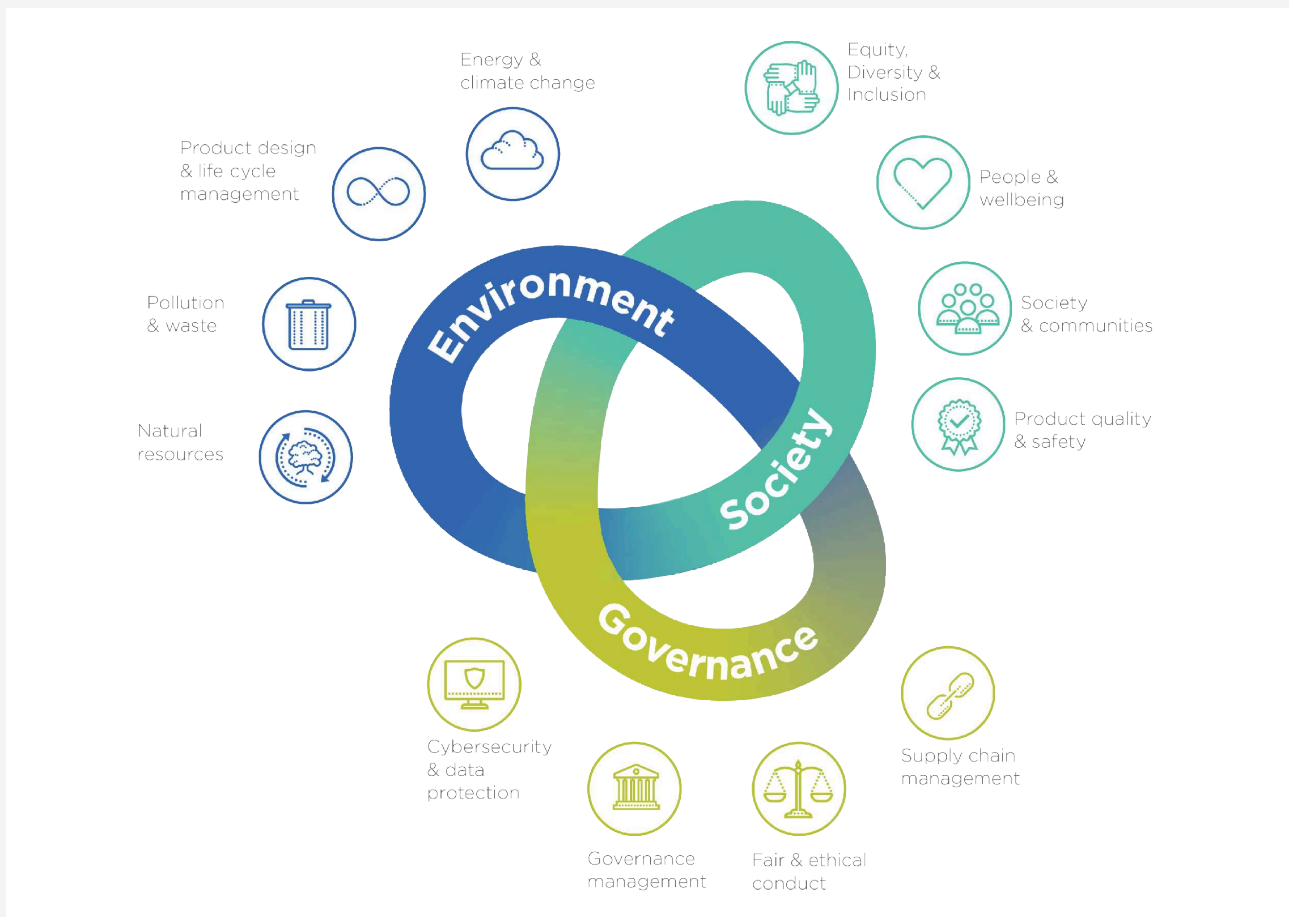 Energy &
climate change
Equity,
Diversity &
Inclusion
Product design
& life cycle
management
People &
wellbeing
Pollution
& waste
Society
& communities
Natural
resources
Product quality
& safety
Environment
Society
Governance
Cybersecurity
& data
protection
Supply chain
management
Governance
management
Fair & ethical
conduct